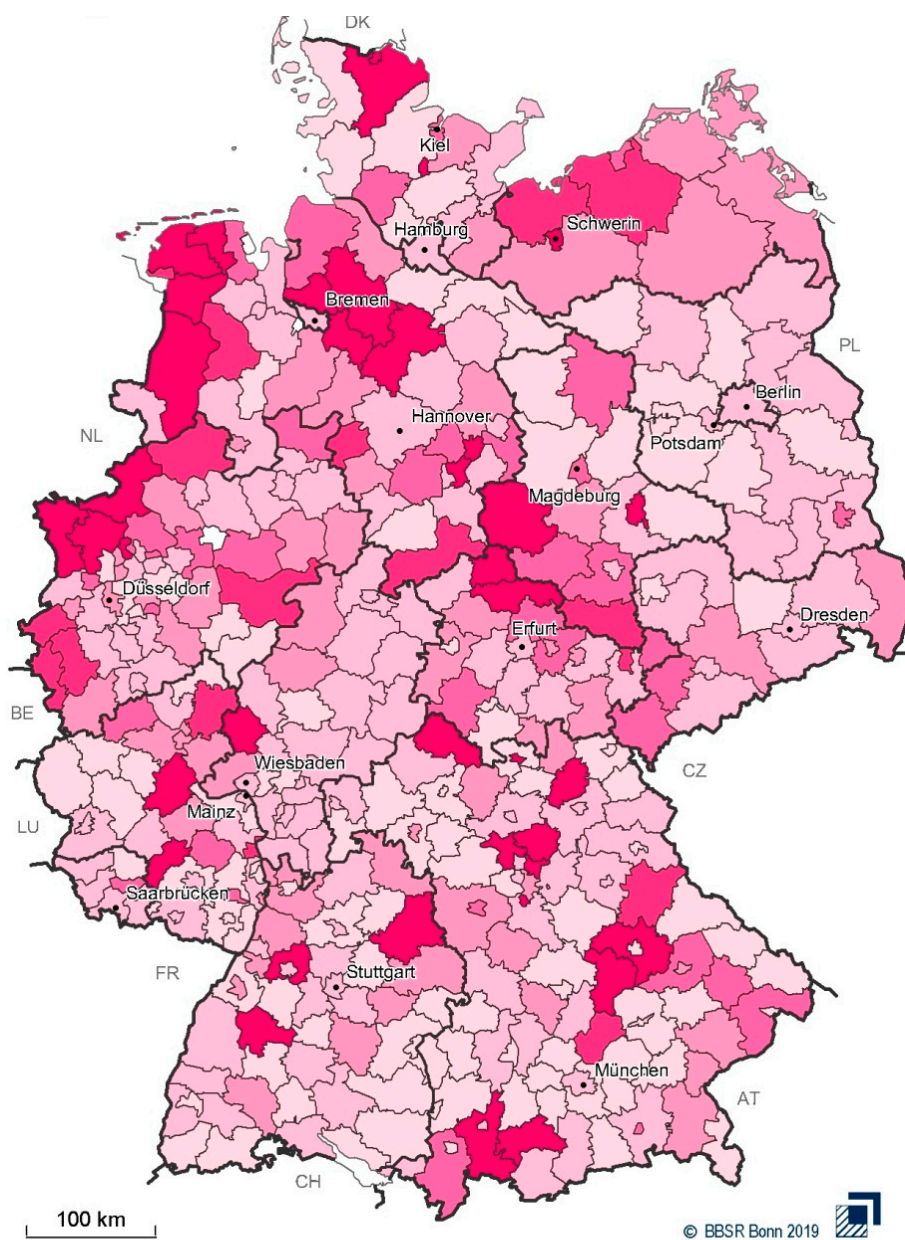 DK
Kiel
Hamburg
Schwerin
Bremen
PL
Berlin
Hannover
Potsdam
NL
Magdeburg
Düsseldorf
Dresden
Erfurt
BE
Wiesbaden
CZ
Mainz
LU
Saarbrücken
FR
Stuttgart
München
AT
CH
100 km
© BBSR Bonn 2019